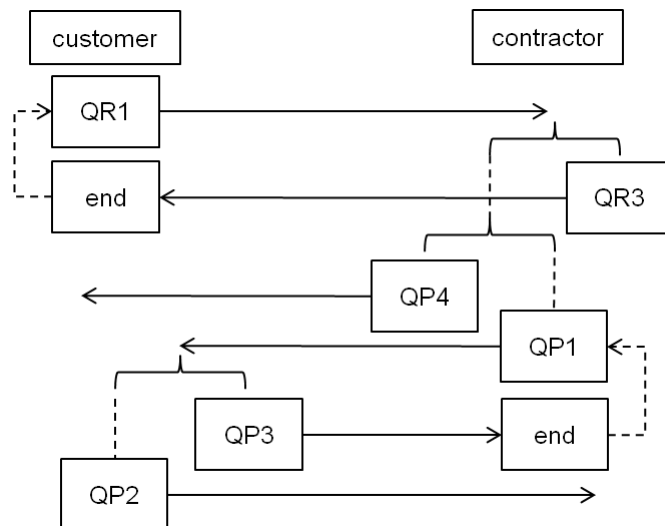 customer
contractor
QR1
end
QR3
QP4
QP1
QP3
end
QP2